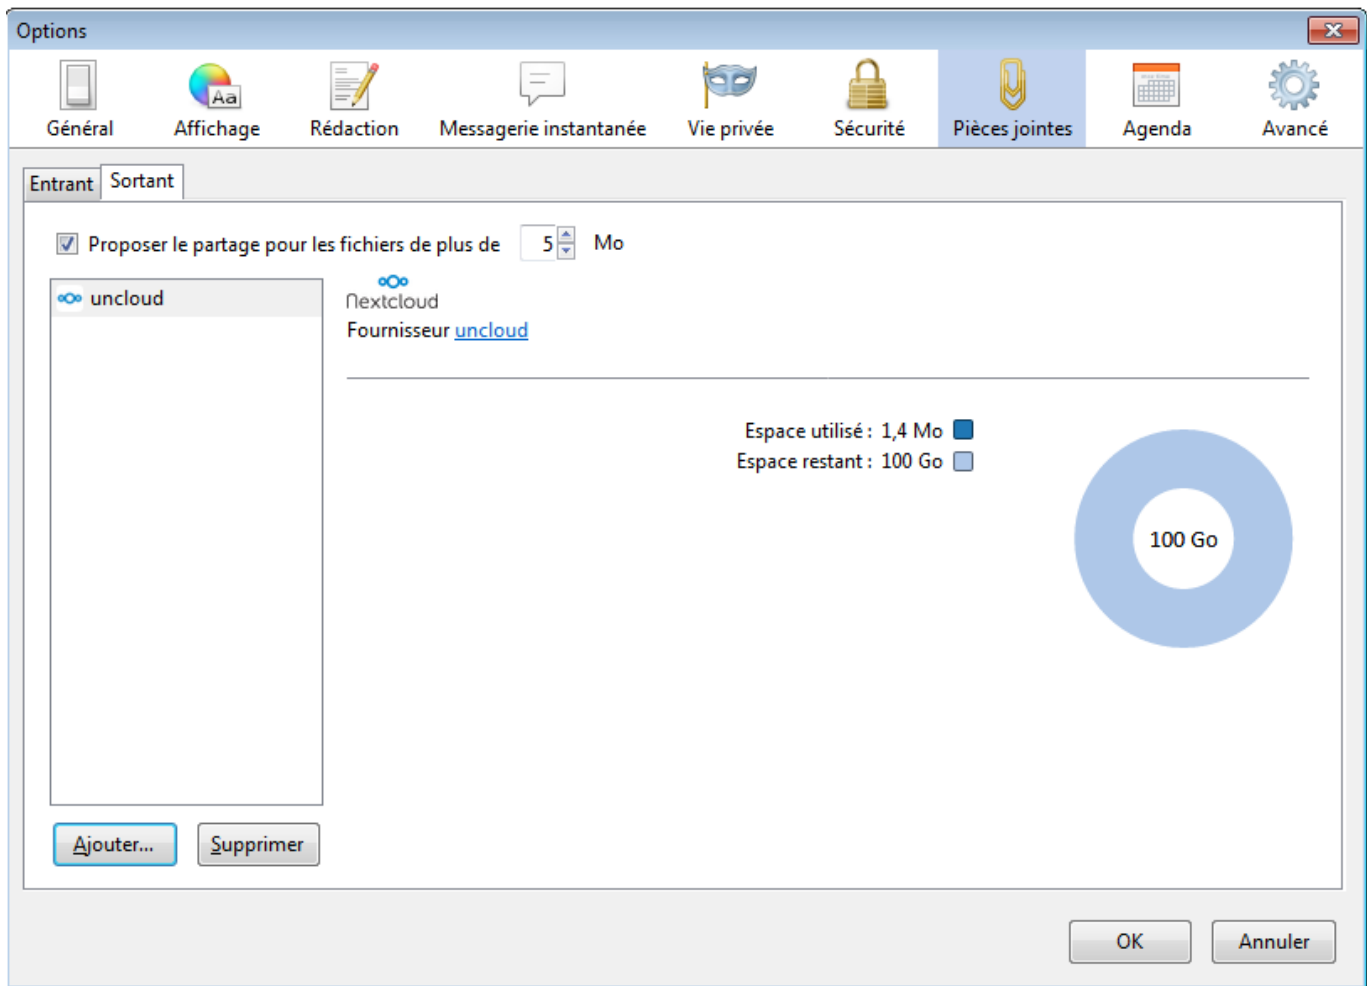 Options
Général Affichage Rédaction Messagerie instantanée Vie privée Sécurité Pièces jointes Agenda Avancé
Aa
Entrant Sortant
Proposer le partage pour les fichiers de plus de 5 Mo
uncloud
nextcloud
Fournisseur uncloud
Espace utilisé : 1,4 Mo
Espace restant : 100 Go
100 Go
Ajouter... Supprimer
OK Annuler